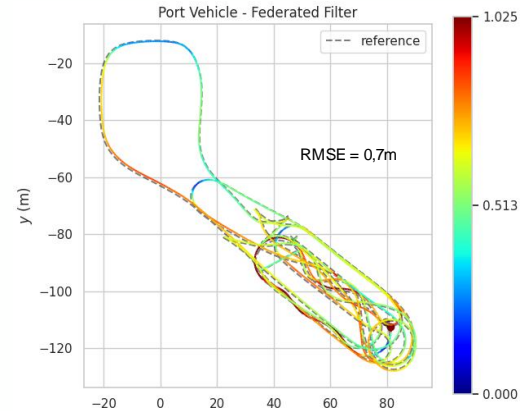 Port Vehicle - Federated Filter
reference
RMSE = 0,7m
y (m)
−20
−40
−60
−80
−100
−120
−20 0 20 40 60 80
1.025
0.513
0.000